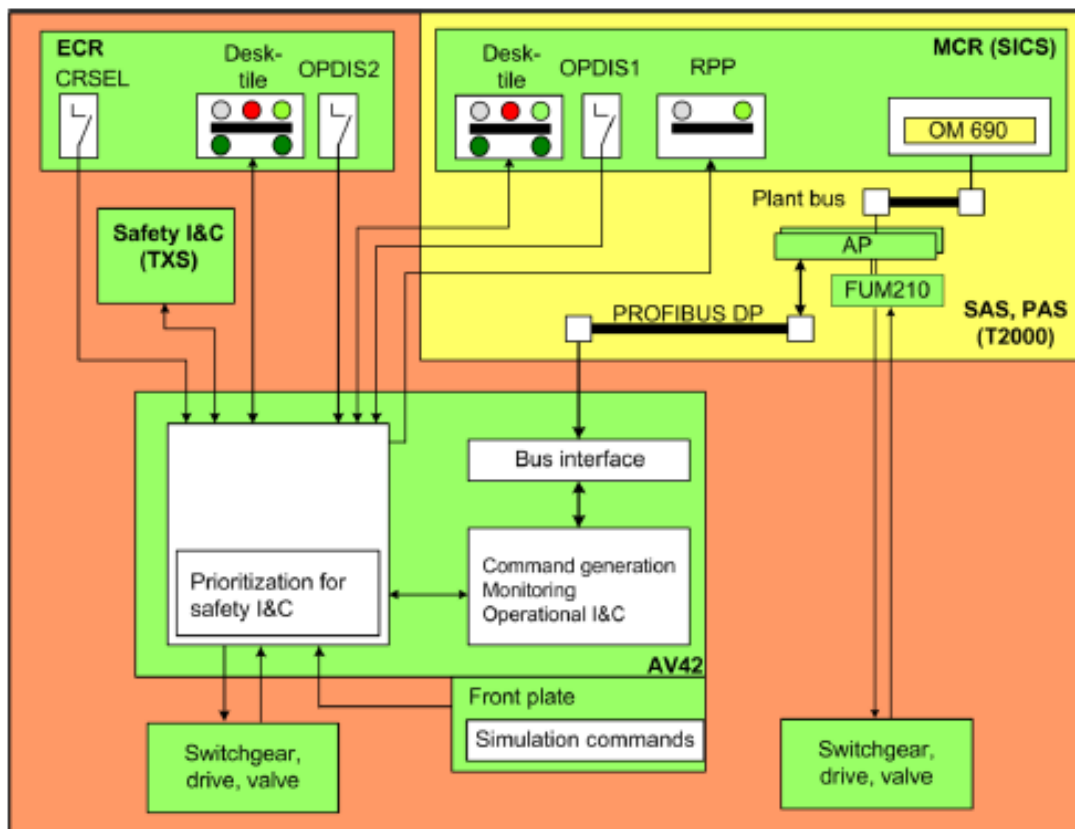 ECR
CRSEL
Desk-
tile
OPDIS2
MCR (SICS)
Desk-
tile
OPDIS1
RPP
OM 690
Plant bus
Safety I&C
(TXS)
AP
FUM210
PROFIBUS DP
SAS, PAS
(T2000)
Bus interface
Prioritization for
safety I&C
Command generation
Monitoring
Operational I&C
AV42
Front plate
Simulation commands
Switchgear,
drive, valve
Switchgear,
drive, valve